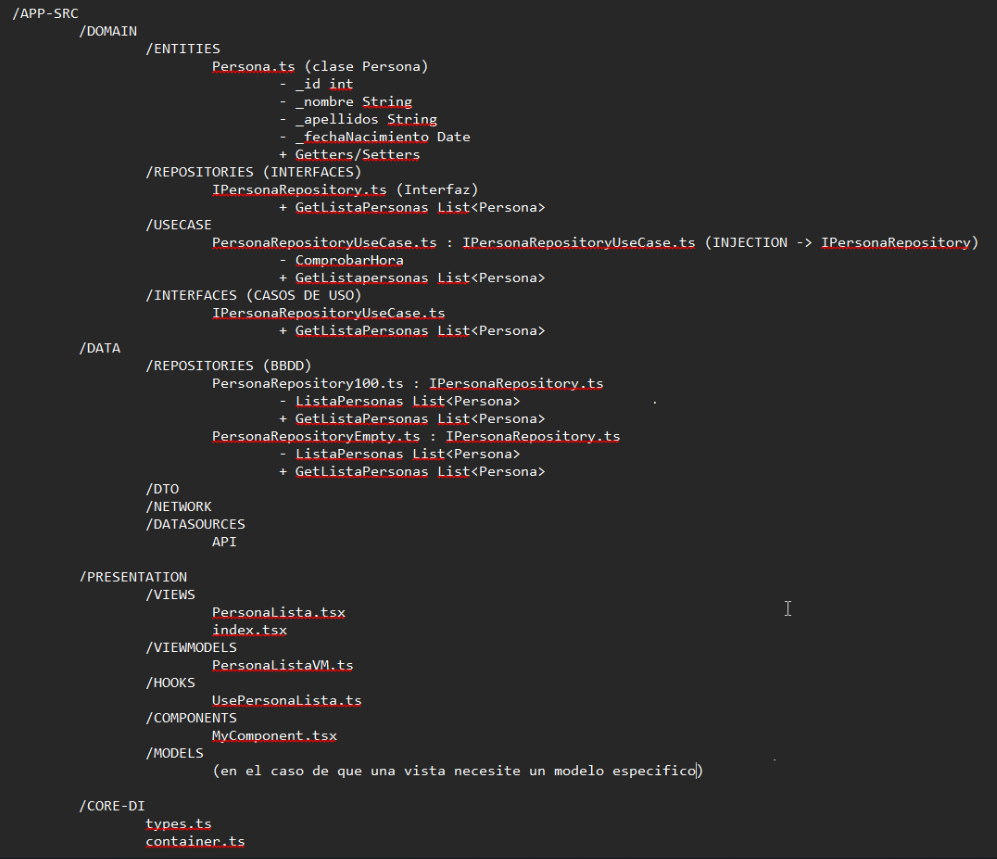 /APP-SRC
/DOMAIN
/ENTITIES
Persona.ts (clase Persona)
- _id int
- _nombre String
- _apellidos String
- _fechaNacimiento Date
+ Getters/Setters
/REPOSITORIES (INTERFACES)
IPersonaRepository.ts (Interfaz)
+ GetListaPersonas List<Persona>
/USECASE
PersonaRepositoryUseCase.ts : IPersonaRepositoryUseCase.ts (INJECTION -> IPersonaRepository)
- ComprobarHora
+ GetListapersonas List<Persona>
/INTERFACES (CASOS DE USO)
IPersonaRepositoryUseCase.ts
+ GetListaPersonas List<Persona>
/DATA
/REPOSITORIES (BBDD)
PersonaRepository100.ts : IPersonaRepository.ts
- ListaPersonas List<Persona>
+ GetListaPersonas List<Persona>
PersonaRepositoryEmpty.ts : IPersonaRepository.ts
- ListaPersonas List<Persona>
+ GetListaPersonas List<Persona>
/DTO
/NETWORK
/DATASOURCES
API
/PRESENTATION
/VIEWS
PersonaLista.tsx
index.tsx
/VIEWMODELS
PersonaListaVM.ts
/HOOKS
UsePersonaLista.ts
/COMPONENTS
MyComponent.tsx
/MODELS
(en el caso de que una vista necesite un modelo especifico)
/CORE-DI
types.ts
container.ts